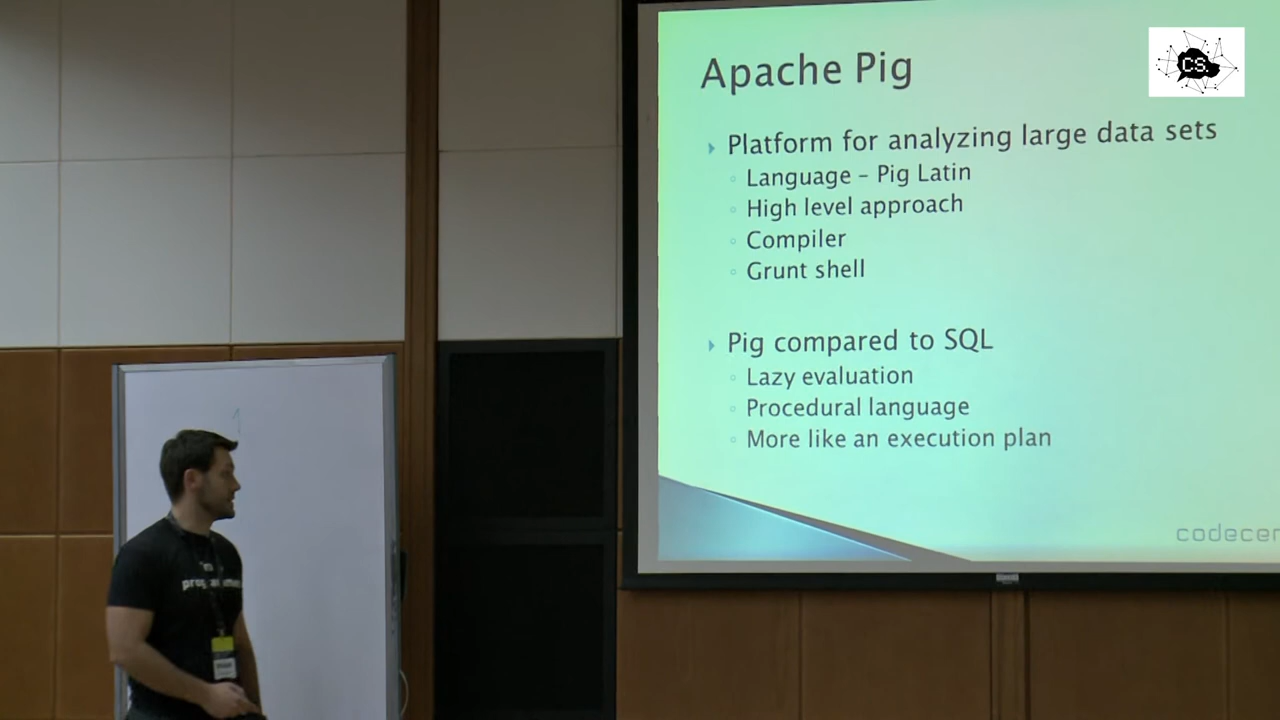 Apache Pig
Platform for analyzing large data sets
Language – Pig Latin
High level approach
Compiler
Grunt shell
Pig compared to SQL
Lazy evaluation
Procedural language
More like an execution plan
codecen
CS.